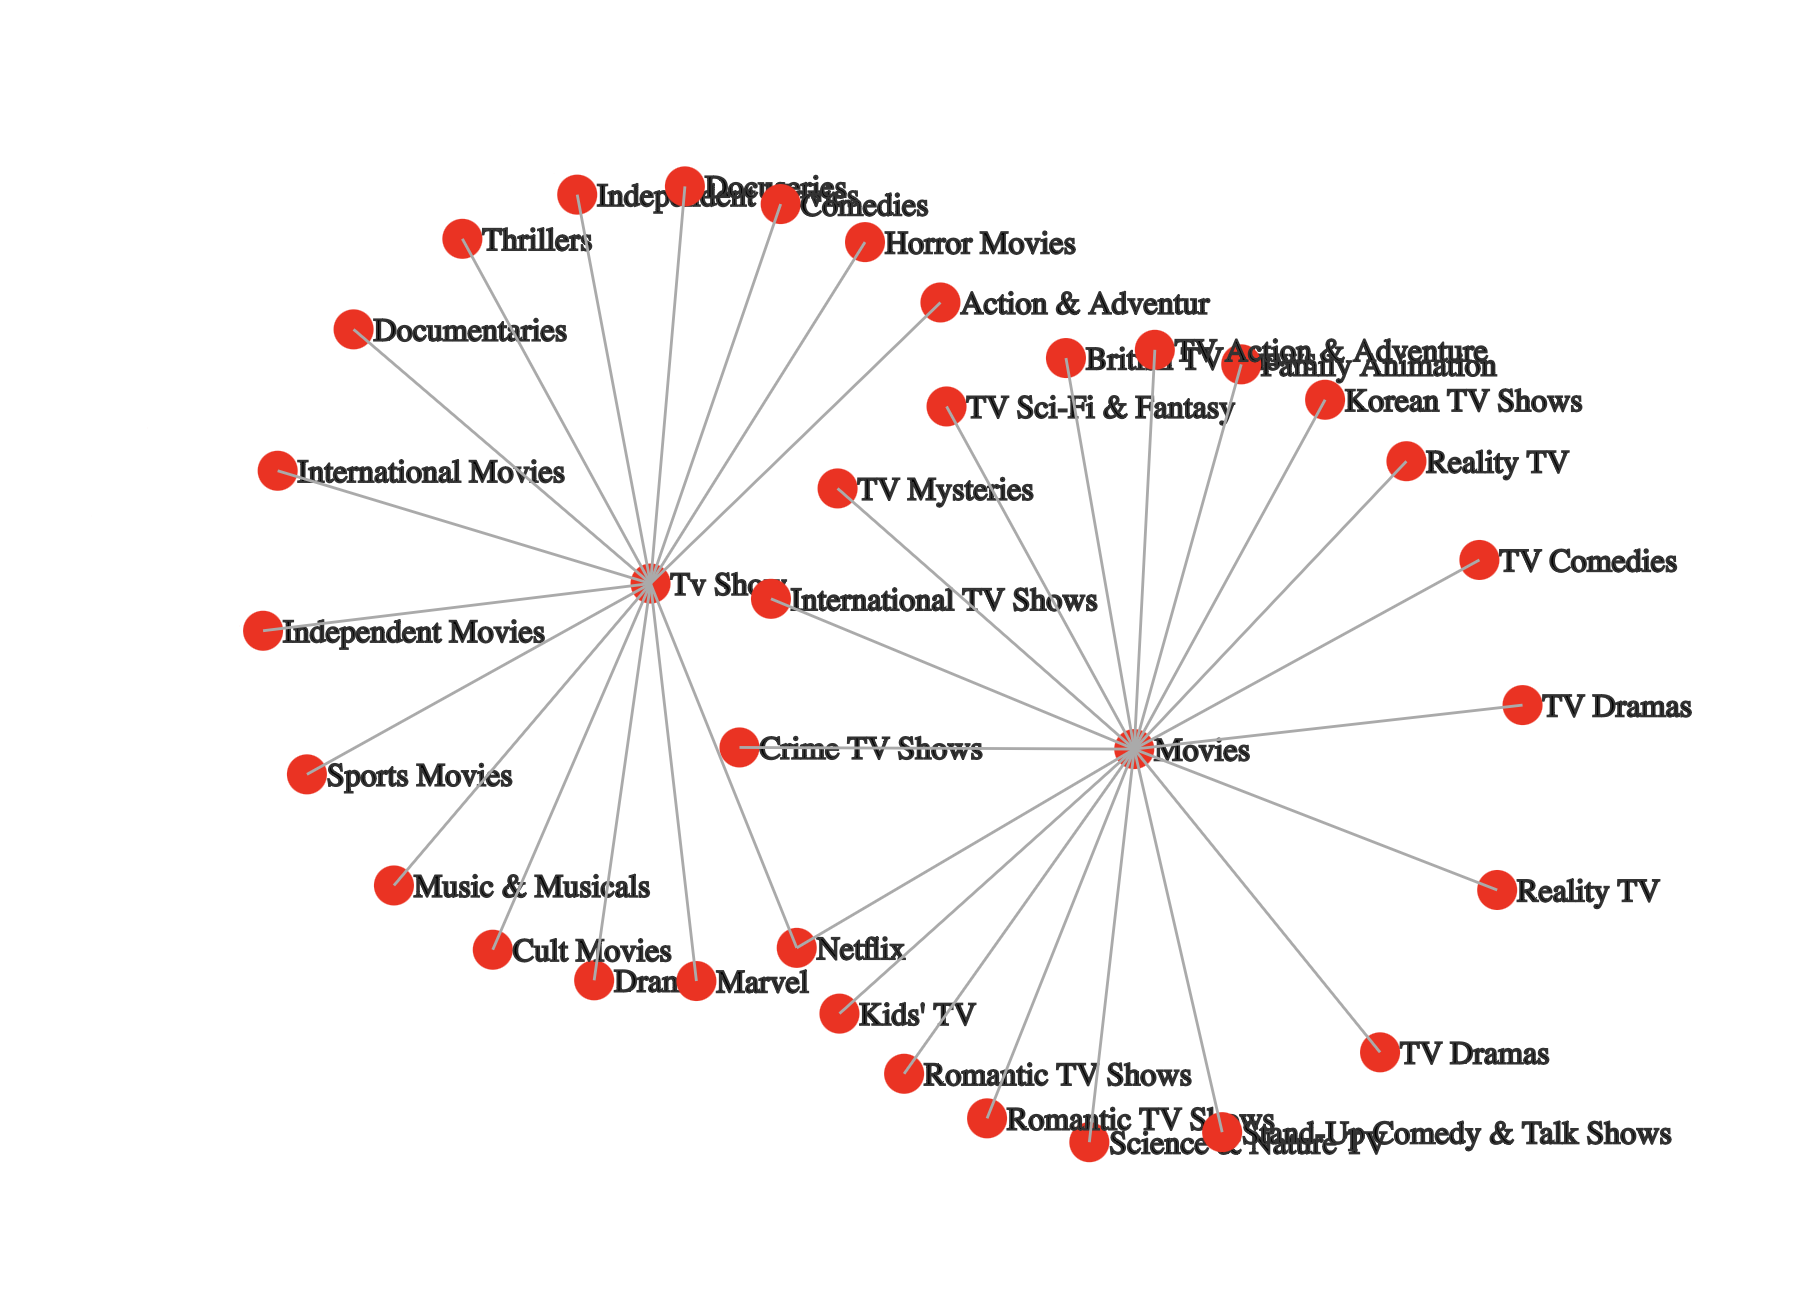 Docuseries
Independent Movies
Comedies
Thrillers
Horror Movies
Action & Adventur
Documentaries
TV Action & Adventure
British TV Shows
Family Animation
Korean TV Shows
TV Sci-Fi & Fantasy
Reality TV
International Movies
TV Mysteries
TV Comedies
Tv Show
International TV Shows
Independent Movies
TV Dramas
Crime TV Shows
Movies
Sports Movies
Music & Musicals
Reality TV
Netflix
Cult Movies
Marvel
Kids' TV
TV Dramas
Romantic TV Shows
Romantic TV Shows
Stand-Up Comedy & Talk Shows
Science & Nature TV